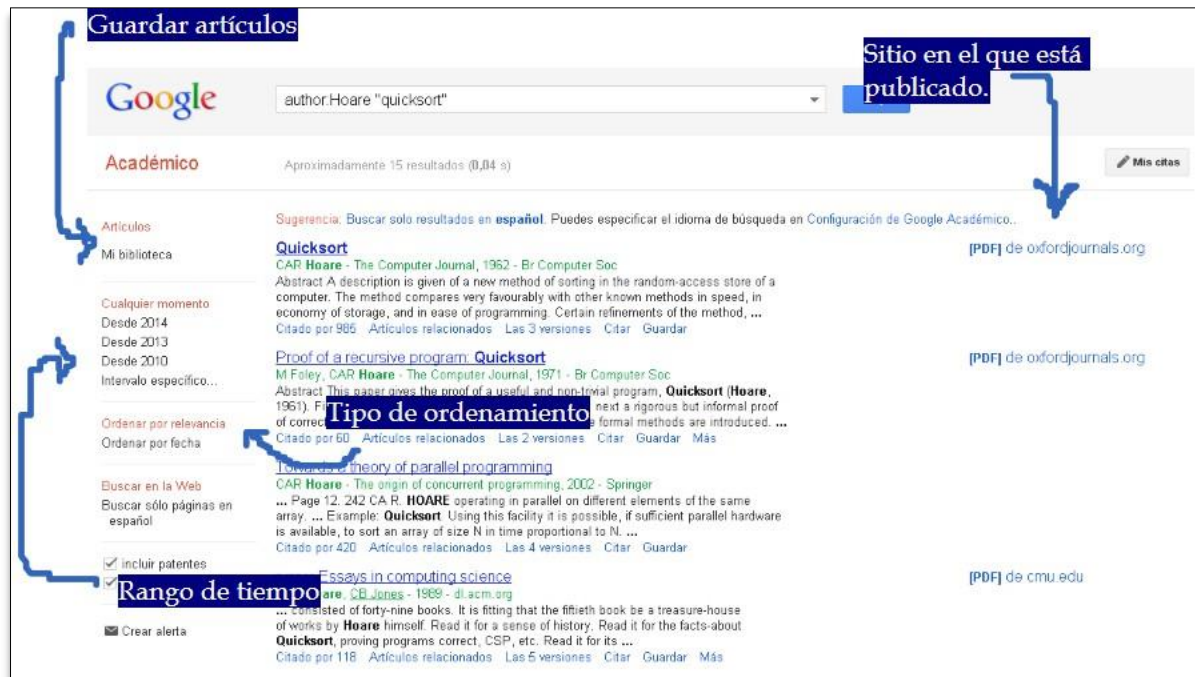 Guardar artículos
Sitio en el que está
publicado.
Google
author:Hoare "quicksort"
Académico
Aproximadamente 15 resultados (0,04 s)
Mis citas
Sugerencia: Buscar solo resultados en español. Puedes especificar el idioma de búsqueda en Configuración de Google Académico..
Artículos
Mi biblioteca
Cualquier momento
Desde 2014
Desde 2013
Desde 2010
Intervalo específico...
Ordenar por relevancia
Ordenar por fecha
Buscar en la Web
Buscar sólo páginas en
español
incluir patentes
Crear alerta
Quicksort
[PDF] de oxfordjournals.org
CAR Hoare - The Computer Journal, 1962 - Br Computer Soc
Abstract A description is given of a new method of sorting in the random-access store of a
computer. The method compares very favourably with other known methods in speed, in
economy of storage, and in ease of programming. Certain refinements of the method, ...
Citado por 985 Artículos relacionados Las 3 versiones Citar Guardar
Proof of a recursive program: Quicksort
[PDF] de oxfordjournals.org
M Foley, CAR Hoare - The Computer Journal, 1971 - Br Computer Soc
Abstract This paper gives the proof of a useful and non-trivial program, Quicksort (Hoare,
1961). next a rigorous but informal proof
of formal methods are introduced. ...
Tipo de ordenamiento
Citado por 60 Artículos relacionados Las 2 versiones Citar Guardar Más
Towards a theory of parallel programming
CAR Hoare - The origin of concurrent programming, 2002 - Springer
... Page 12. 242 CA R. HOARE operating in parallel on different elements of the same
array. ... Example: Quicksort. Using this facility it is possible, if sufficient parallel hardware
is available, to sort an array of size N in time proportional to N. ...
Citado por 420 Artículos relacionados Las 4 versiones Citar Guardar
Essays in computing science
[PDF] de cmu.edu
Rango de tiempo
CB Jones - 1989 - dl.acm.org
... consisted of forty-nine books. It is fitting that the fiftieth book be a treasure-house
of works by Hoare himself. Read it for a sense of history. Read it for the facts-about
Quicksort, proving programs correct, CSP, etc. Read it for its ...
Citado por 118 Artículos relacionados Las 5 versiones Citar Guardar Más